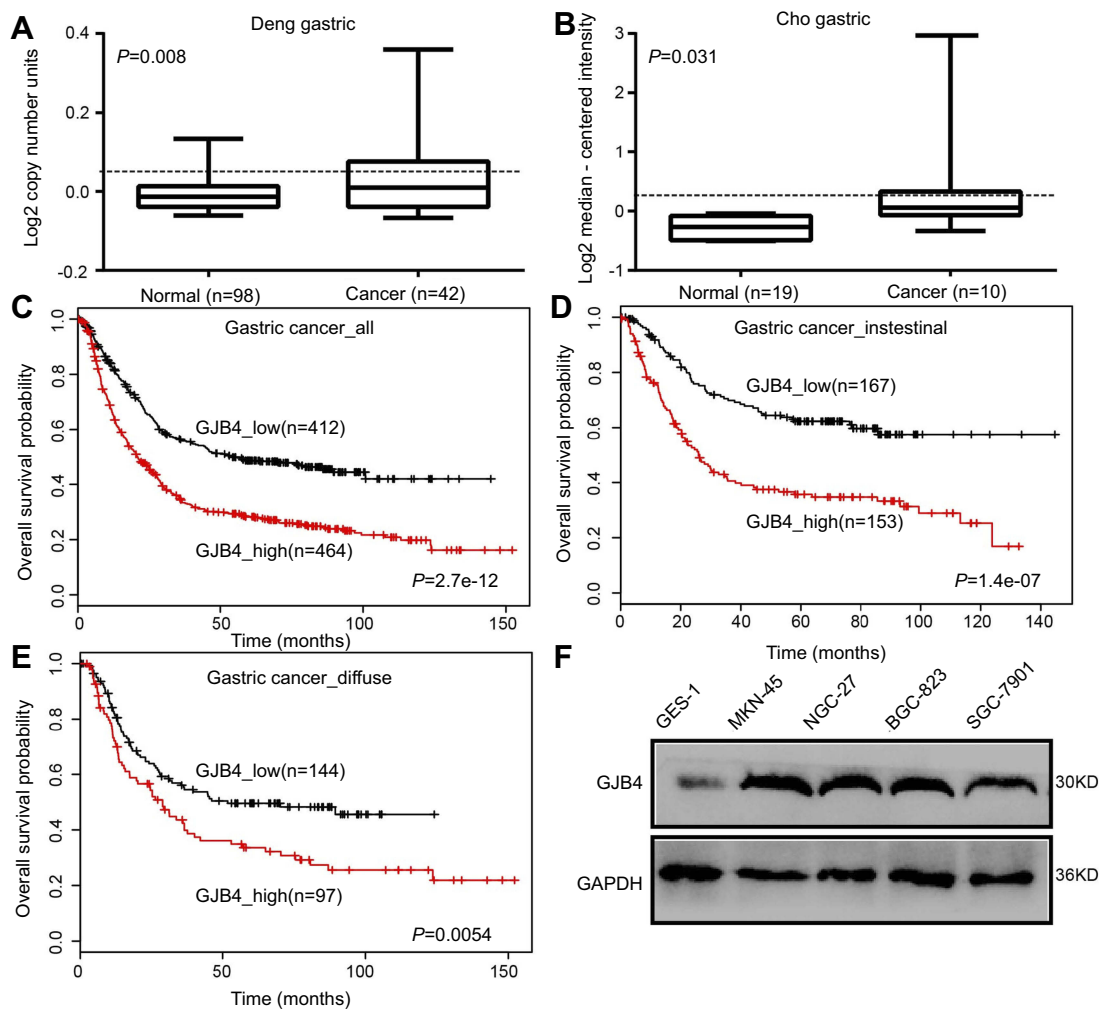 A
Deng gastric
P=0.008
Log2 copy number units
0.4
0.2
0.0
-0.2
Normal (n=98)
Cancer (n=42)
B
Cho gastric
P=0.031
Log2 median - centered intensity
3
2
1
0
-1
Normal (n=19)
Cancer (n=10)
C
Gastric cancer_all
Overall survival probability
1.0
0.8
0.6
0.4
0.2
0.0
GJB4_low(n=412)
GJB4_high(n=464)
P=2.7e-12
0 50 100 150
Time (months)
D
Gastric cancer_instestinal
Overall survival probability
1.0
0.8
0.6
0.4
0.2
0.0
GJB4_low(n=167)
GJB4_high(n=153)
P=1.4e-07
0 20 40 60 80 100 120 140
Time (months)
E
Gastric cancer_diffuse
Overall survival probability
1.0
0.8
0.6
0.4
0.2
0.0
GJB4_low(n=144)
GJB4_high(n=97)
P=0.0054
0 50 100 150
Time (months)
F
GES-1 MKN-45 NGC-27 BGC-823 SGC-7901
GJB4 30KD
GAPDH 36KD